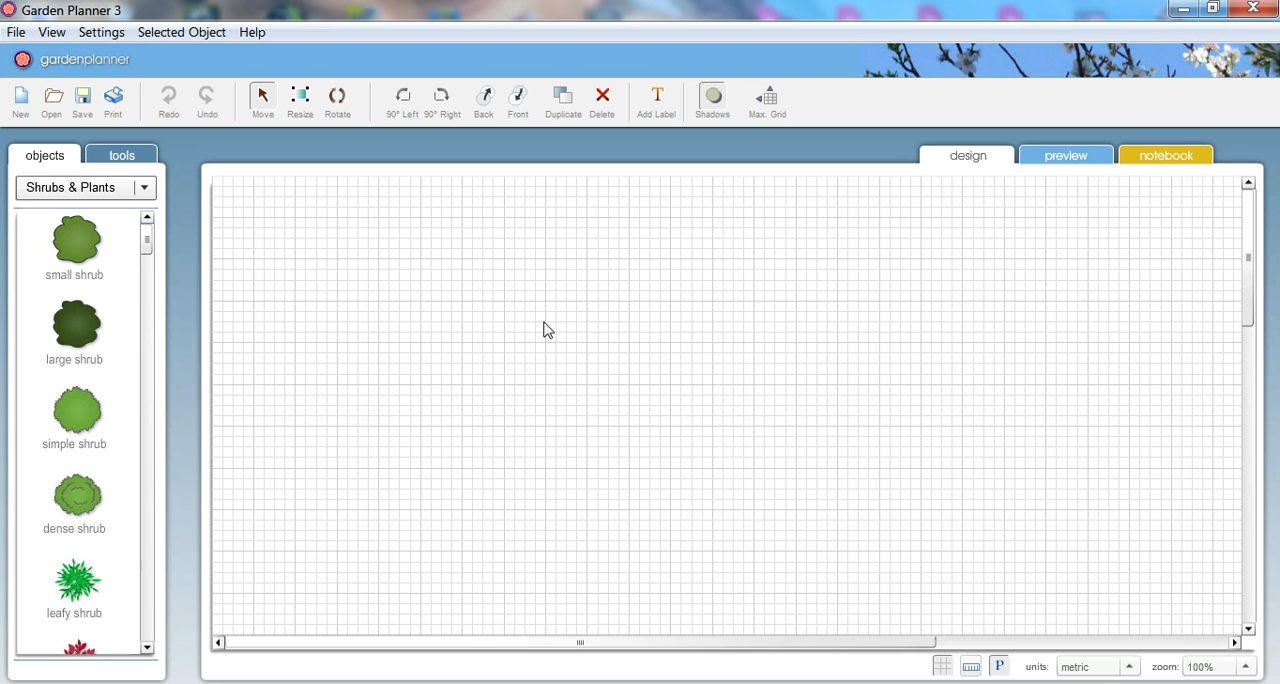 Garden Planner 3
File View Settings Selected Object Help
gardenplanner
New Open Save Print Redo Undo Move Resize Rotate 90° Left 90° Right Back Front Duplicate Delete Add Label Shadows Max. Grid
objects tools
design preview notebook
Shrubs & Plants
small shrub
large shrub
simple shrub
dense shrub
leafy shrub
P units: metric zoom: 100%